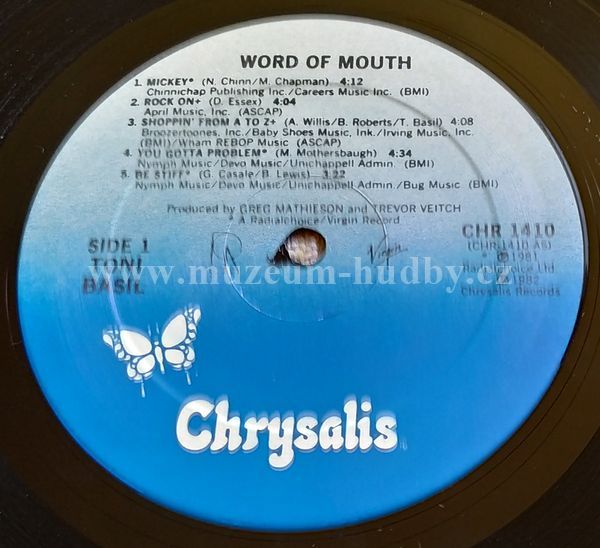 WORD OF MOUTH
1. MICKEY* (N. Chinn/M. Chapman) 4:12
Chinnichap Publishing Inc./Careers Music Inc. (BMI)
2. ROCK ON+ (D. Essex) 4:04
April Music, Inc. (ASCAP)
3. SHOPPIN' FROM A TO Z+ (A. Willis/B. Roberts/T. Basil) 4:08
Broozertoones, Inc./Baby Shoes Music, Ink./Irving Music, Inc.
(BMI)/Wham REBOP Music (ASCAP)
4. YOU GOTTA PROBLEM* (M. Mothersbaugh) 4:34
Nymph Music/Devo Music/Unichappell Admin. (BMI)
5. BE STIFF* (G. Casale/B. Lewis) 3:22
Nymph Music/Devo Music/Unichappell Admin./Bug Music (BMI)
Produced by GREG MATHIESON and TREVOR VEITCH
* A Radialchoice/Virgin Record
SIDE 1
TONI
BASIL
Virgin
CHR 1410
(CHR-1410 AS)
℗ 1981
Ltd.
1982
Chrysalis Records
www.muzeum-hudby.cz
Chrysalis